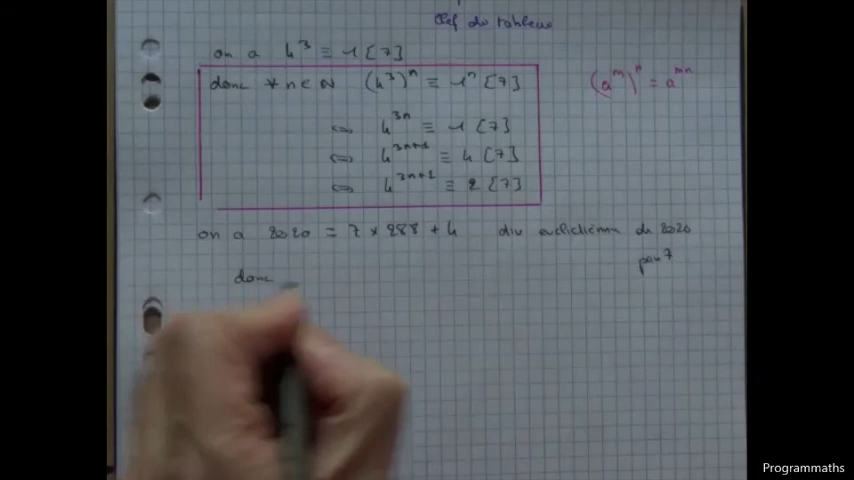 Clef du tableau
on a 4³ ≡ 1 [7]
donc ∀ n ∈ ℕ (4³)ⁿ ≡ 1ⁿ [7]
(aᵐ)ⁿ = aᵐⁿ
⇔ 4³ⁿ ≡ 1 [7]
⇔ 4³ⁿ⁺¹ ≡ 4 [7]
⇔ 4³ⁿ⁺² ≡ 2 [7]
on a 2020 = 7 × 288 + 4 div euclidienne de 2020
par 7
donc
Programmaths